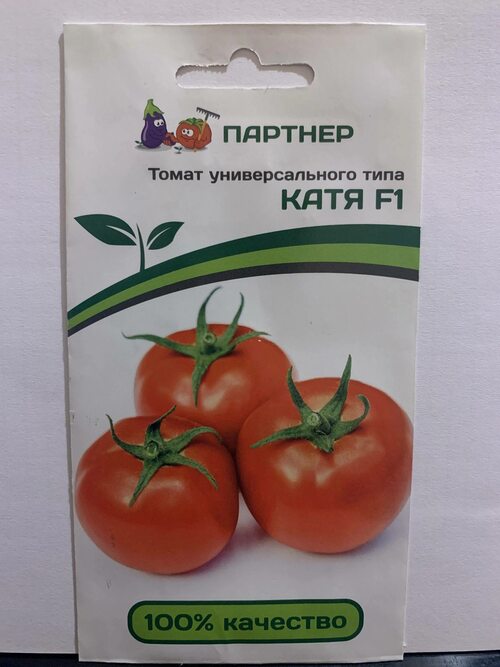 ПАРТНЕР
Томат универсального типа
КАТЯ F1
100% качество